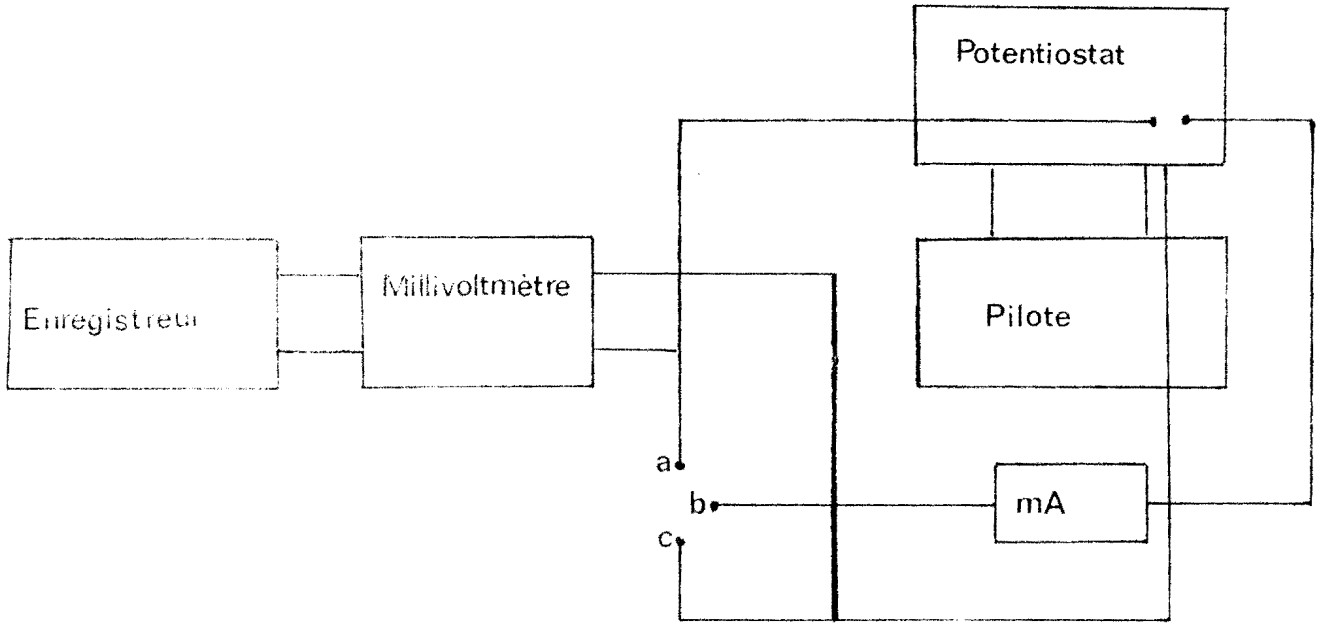 Potentiostat
Enregistreur
Millivoltmètre
Pilote
a
b
mA
c